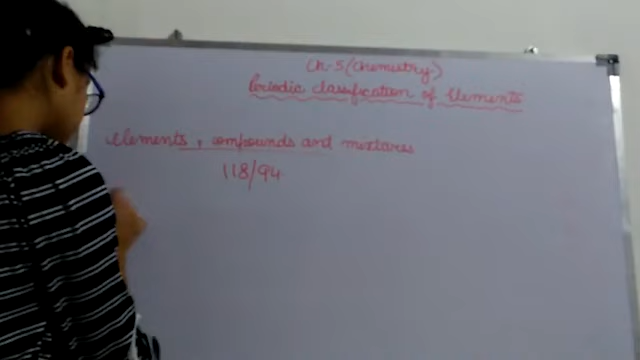 Ch-5 (Chemistry)
Periodic classification of Elements
Elements, compounds and mixtures
118/94